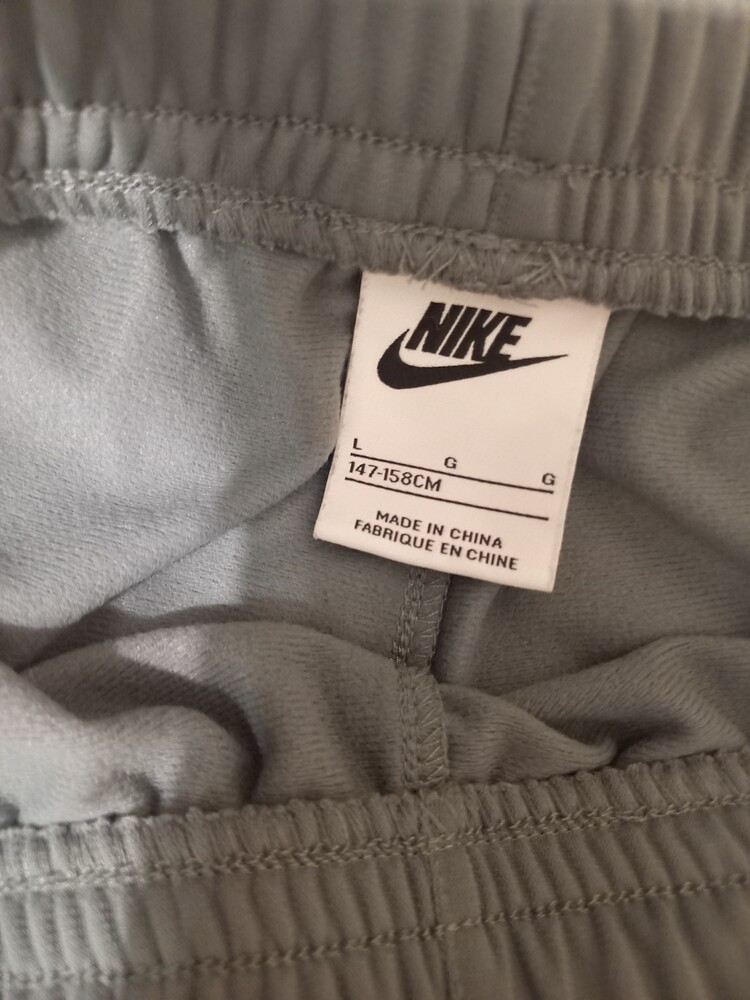 NIKE
L G G
147-158CM
MADE IN CHINA
FABRIQUE EN CHINE